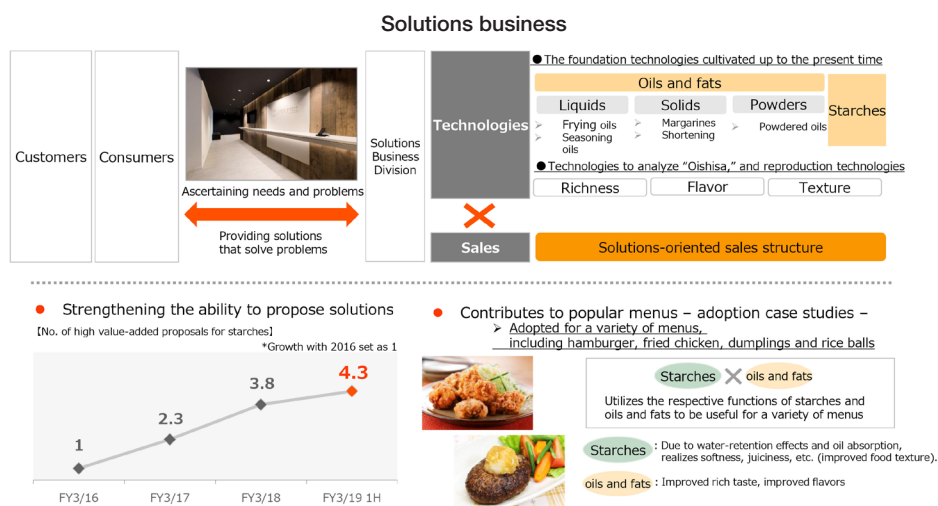 Solutions business
Customers
Consumers
Ascertaining needs and problems
Providing solutions
that solve problems
Solutions
Business
Division
Technologies
● The foundation technologies cultivated up to the present time
Oils and fats
Starches
Liquids
Solids
Powders
➢ Frying oils
➢ Seasoning
oils
➢ Margarines
➢ Shortening
➢ Powdered oils
● Technologies to analyze “Oishisa,” and reproduction technologies
Richness
Flavor
Texture
×
Sales
Solutions-oriented sales structure
● Strengthening the ability to propose solutions
【No. of high value-added proposals for starches】
*Growth with 2016 set as 1
1
2.3
3.8
4.3
FY3/16
FY3/17
FY3/18
FY3/19 1H
● Contributes to popular menus – adoption case studies –
➢ Adopted for a variety of menus,
including hamburger, fried chicken, dumplings and rice balls
Starches × oils and fats
Utilizes the respective functions of starches and
oils and fats to be useful for a variety of menus
Starches : Due to water-retention effects and oil absorption,
realizes softness, juiciness, etc. (improved food texture).
oils and fats : Improved rich taste, improved flavors